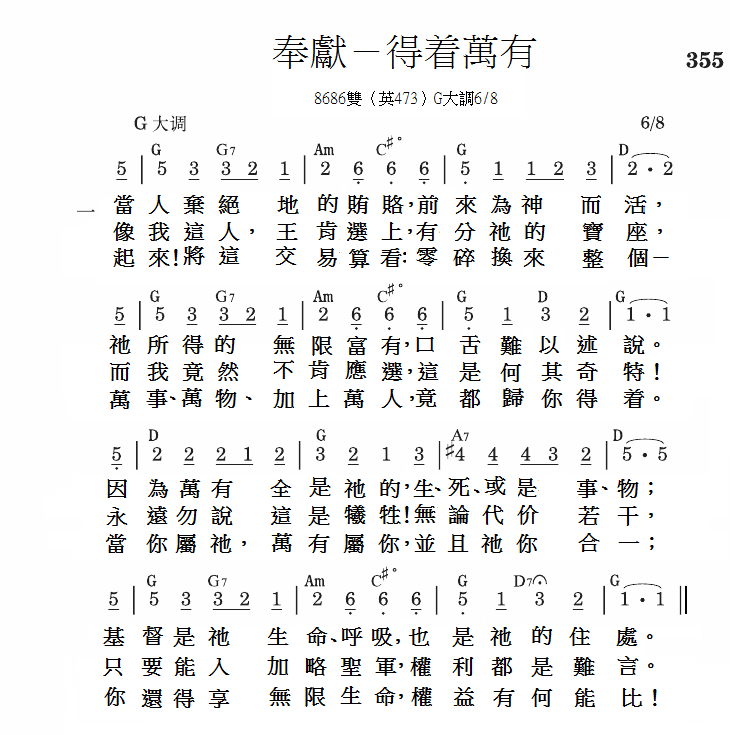 奉獻－得着萬有
355
8686雙（英473）G大調6/8
G 大调 6/8
G G7 Am C♯° G D
5 | 5 3 3 2 1 | 2 6 6 6 | 5 1 1 2 3 | 2 · 2
一 當人棄絕地的賄賂，前來為神而活，
像我這人，王肯選上，有分祂的寶座，
起來！將這交易算看：零碎換來整個－
G G7 Am C♯° G D G
5 | 5 3 3 2 1 | 2 6 6 6 | 5 1 3 2 | 1 · 1
祂所得的無限富有，口舌難以述說。
而我竟然不肯應選，這是何其奇特！
萬事、萬物、加上萬人，竟都歸你得着。
D G A7 D
5 | 2 2 2 1 2 | 3 2 1 3 | ♯4 4 4 3 2 | 5 · 5
因為萬有全是祂的，生、死、或是事、物；
永遠勿說這是犧牲！無論代价若干，
當你屬祂，萬有屬你，並且祂你合一；
G G7 Am C♯° G D7 G
5 | 5 3 3 2 1 | 2 6 6 6 | 5 1 3 2 | 1 · 1 ‖
基督是祂生命、呼吸，也是祂的住處。
只要能入加略聖軍，權利都是難言。
你還得享無限生命，權益有何能比！